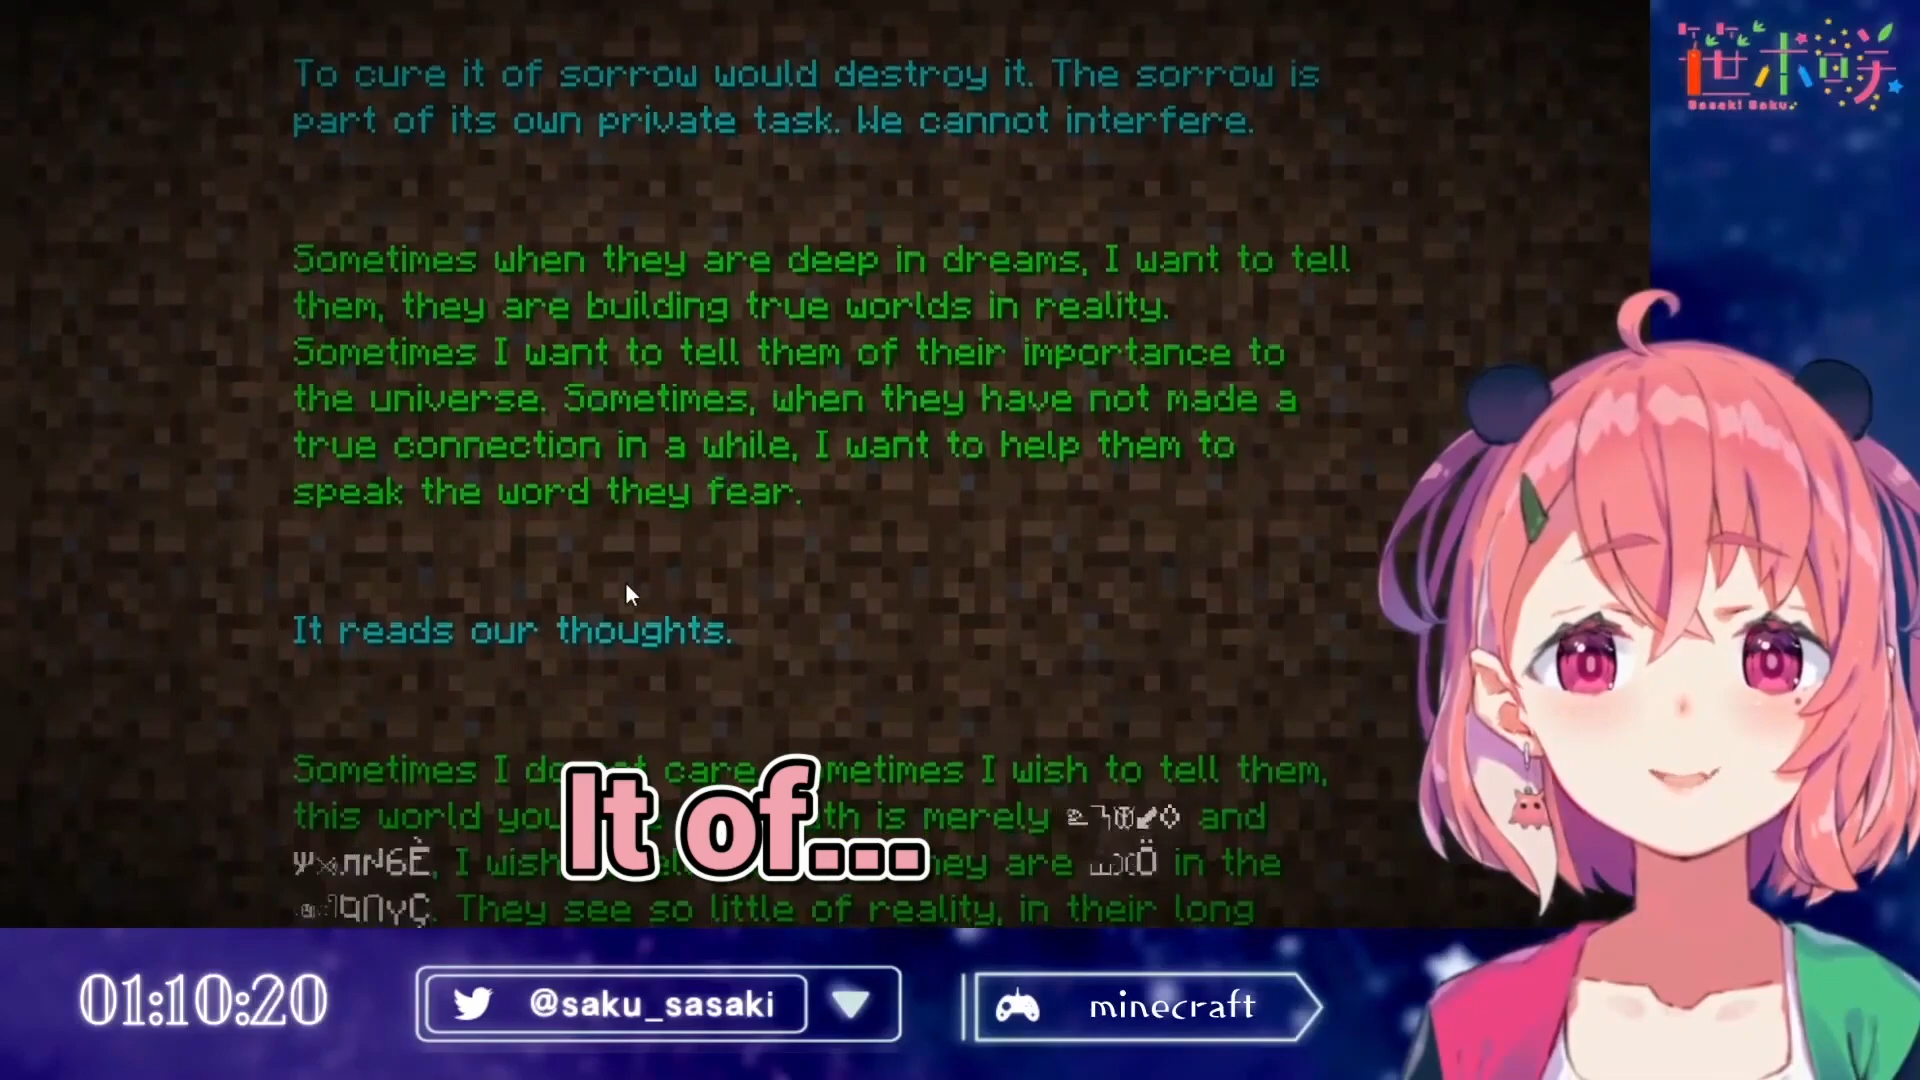 To cure it of sorrow would destroy it. The sorrow is
part of its own private task. We cannot interfere.
笹木咲
Sasaki Saku
Sometimes when they are deep in dreams, I want to tell
them, they are building true worlds in reality.
Sometimes I want to tell them of their importance to
the universe. Sometimes, when they have not made a
true connection in a while, I want to help them to
speak the word they fear.
It reads our thoughts.
Sometimes I do care metimes I wish to tell them,
this world you th is merely and
I wish hey are in the
They see so little of reality, in their long
It of...
01:10:20
@saku_sasaki
minecraft